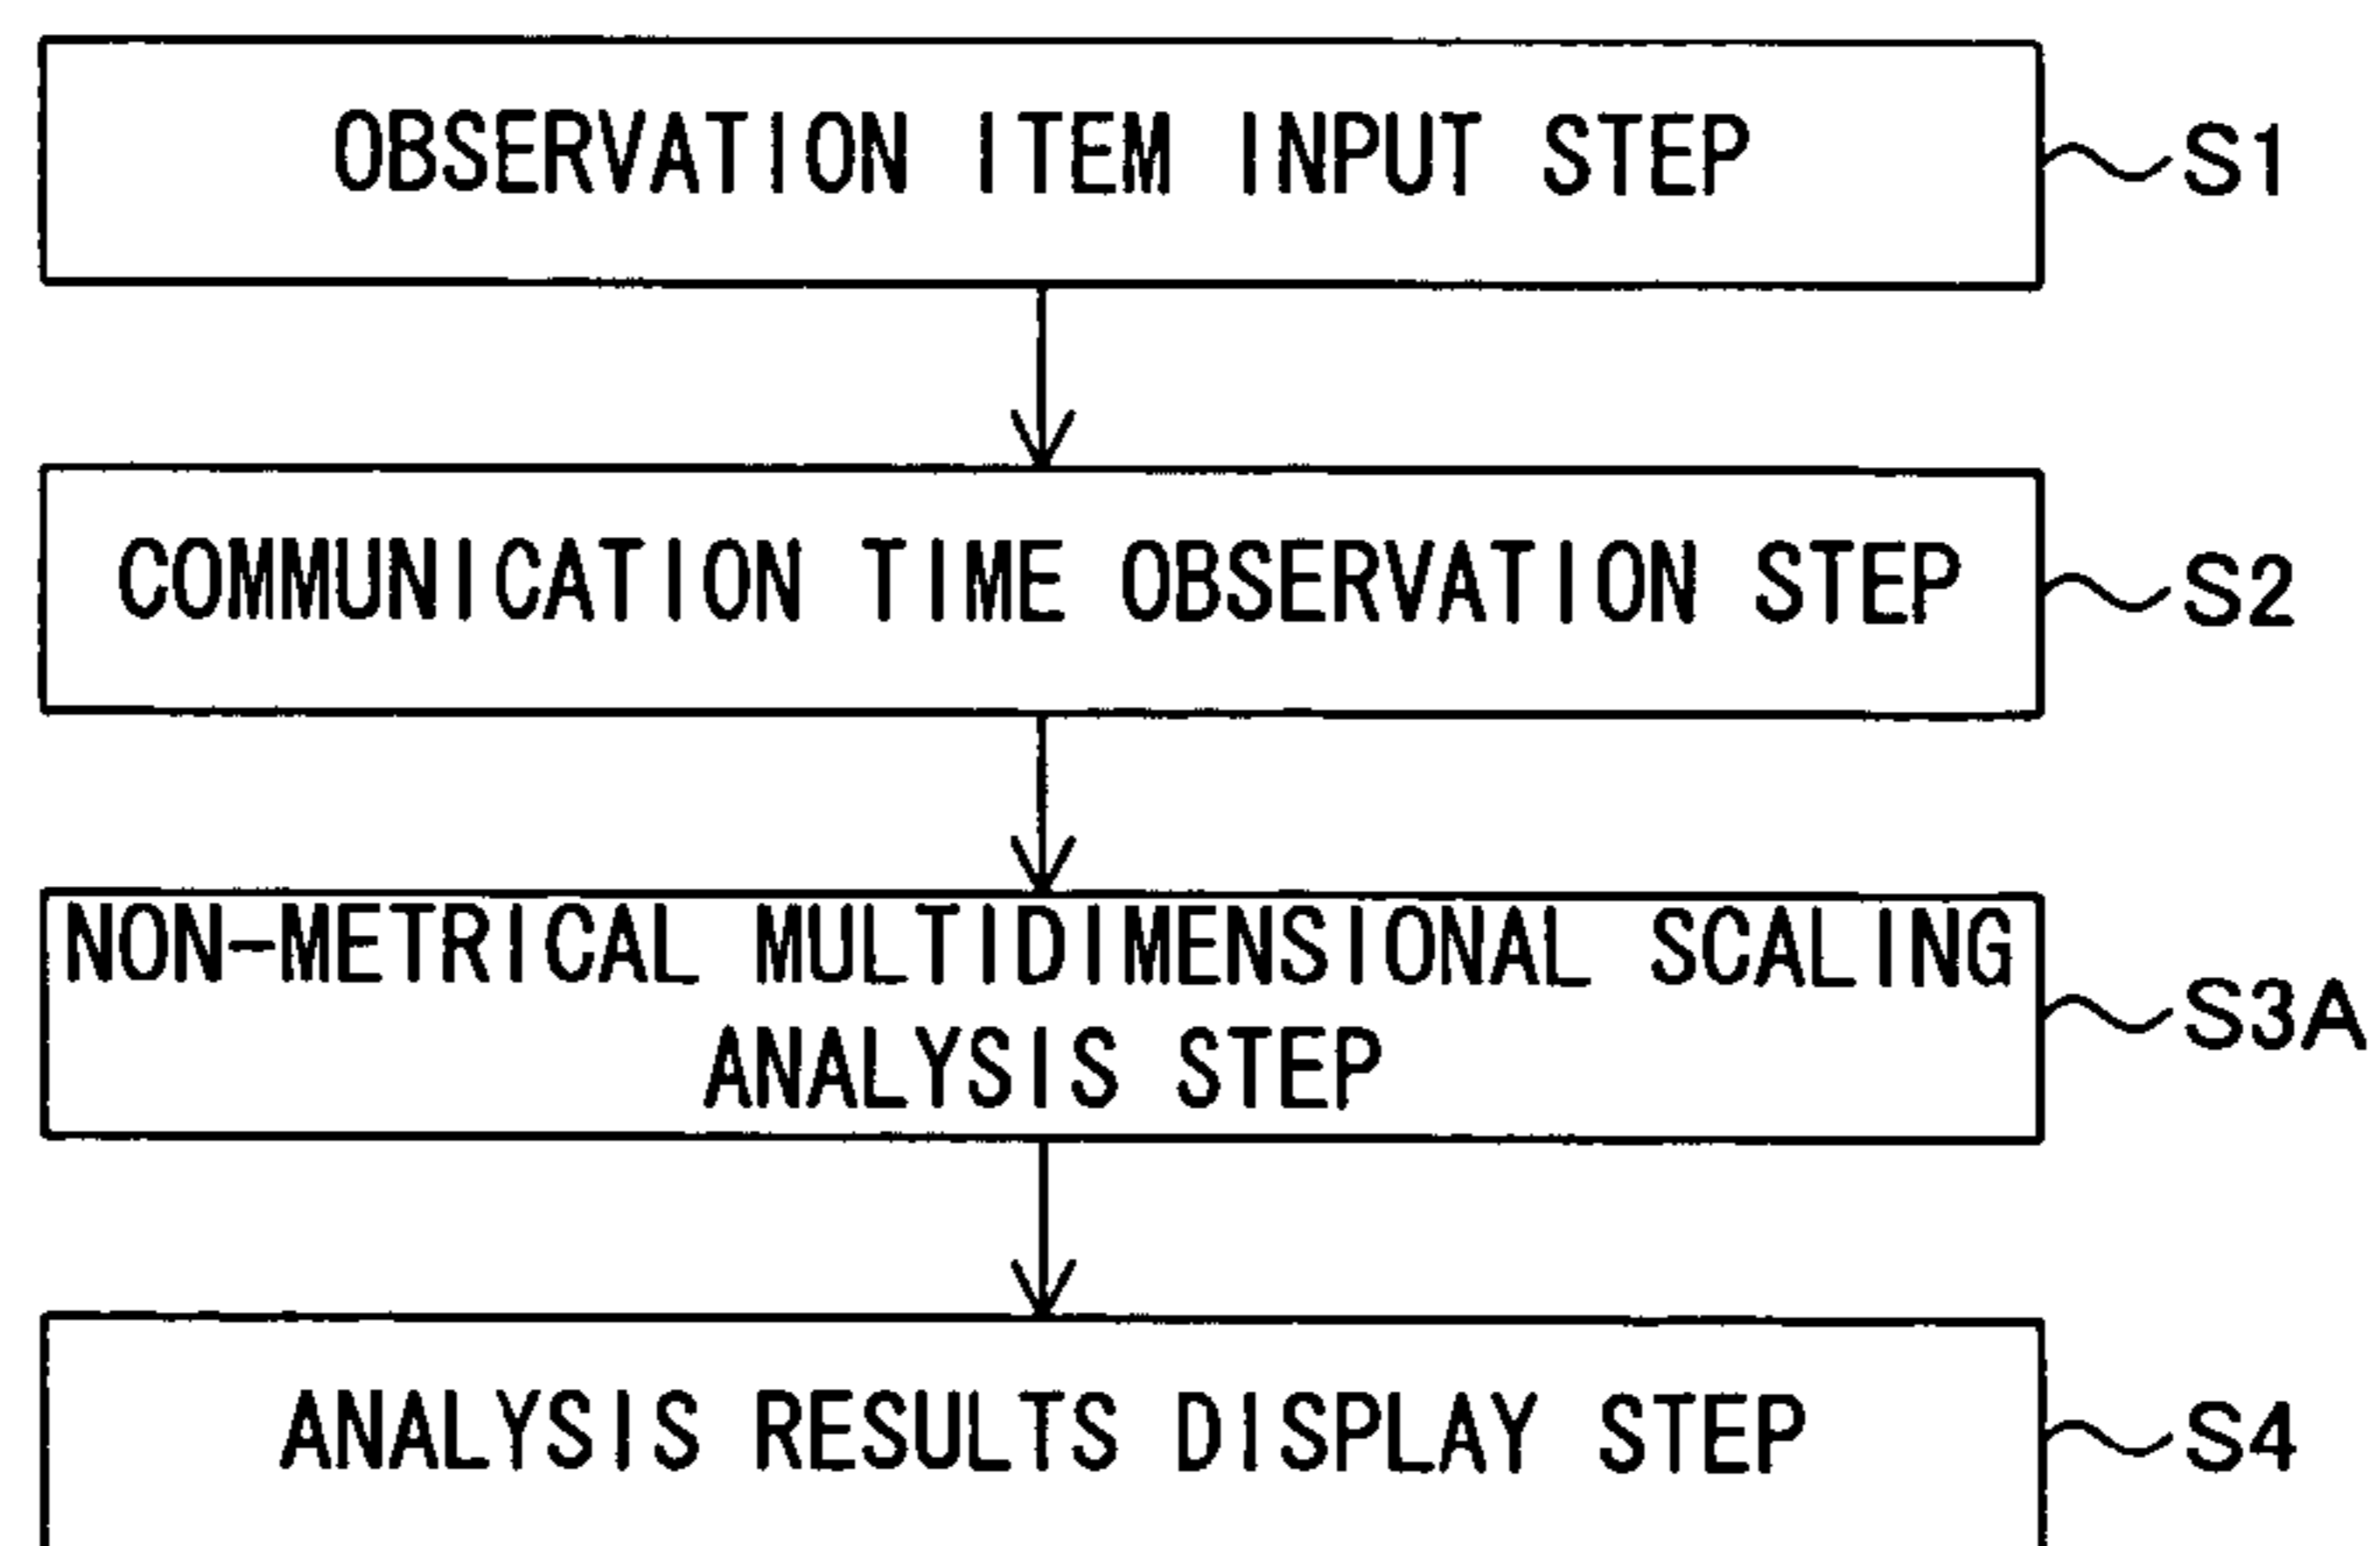 OBSERVATION ITEM INPUT STEP
S1
COMMUNICATION TIME OBSERVATION STEP
S2
NON-METRICAL MULTIDIMENSIONAL SCALING
ANALYSIS STEP
S3A
ANALYSIS RESULTS DISPLAY STEP
S4